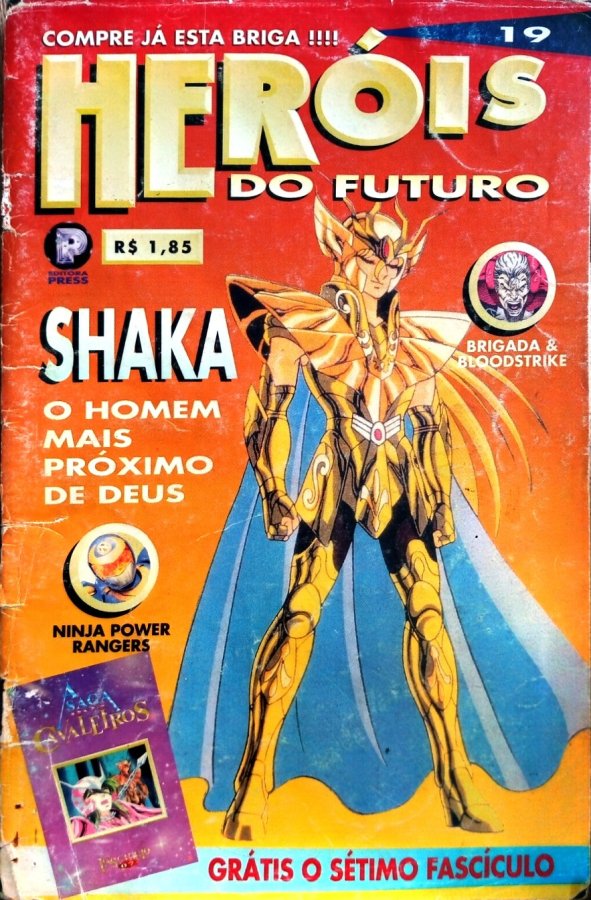 COMPRE JÁ ESTA BRIGA !!!!
19
HERÓIS
DO FUTURO
P
EDITORA
PRESS
R$ 1,85
SHAKA
O HOMEM
MAIS
PRÓXIMO
DE DEUS
BRIGADA &
BLOODSTRIKE
NINJA POWER
RANGERS
A
SAGA
DOS
CAVALEIROS
GRÁTIS O SÉTIMO FASCÍCULO